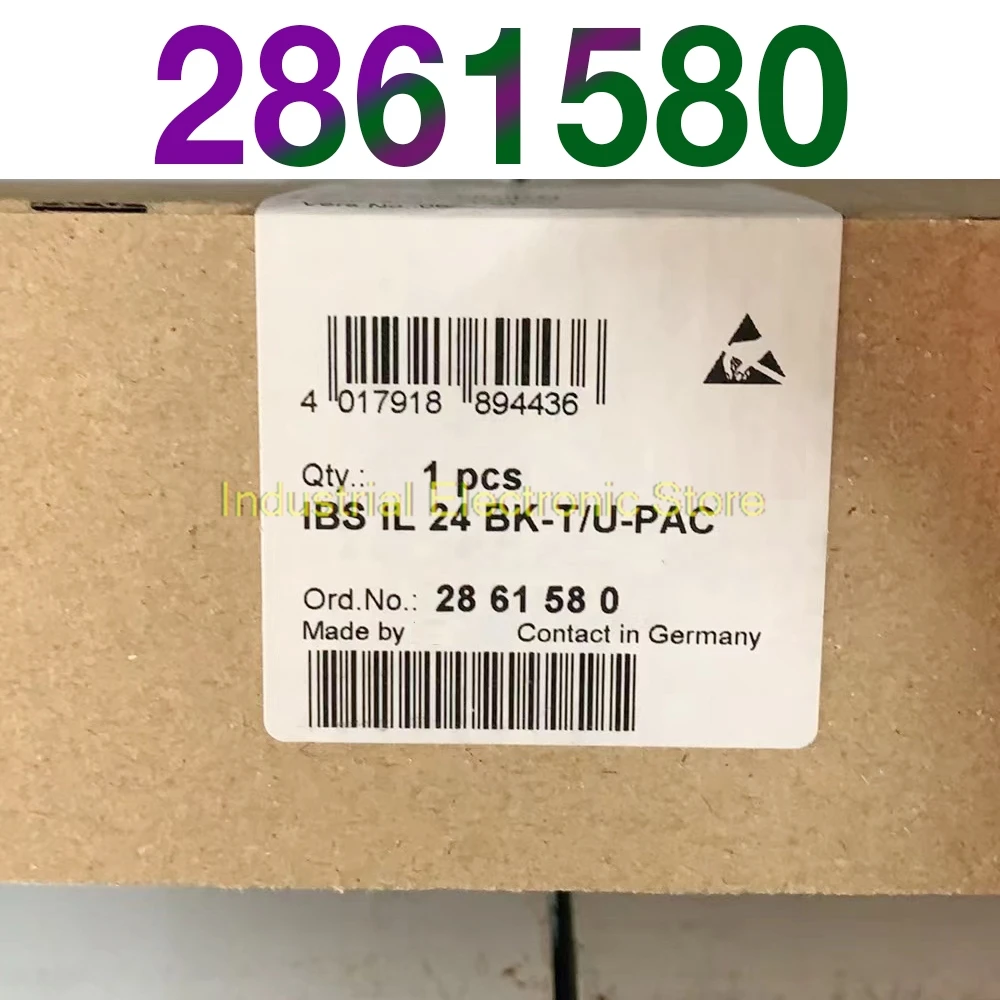 2861580
4 017918 894436
Qty.: 1 pcs
Industrial Electronic Store
IBS IL 24 BK-T/U-PAC
Ord.No.: 28 61 58 0
Made by Contact in Germany